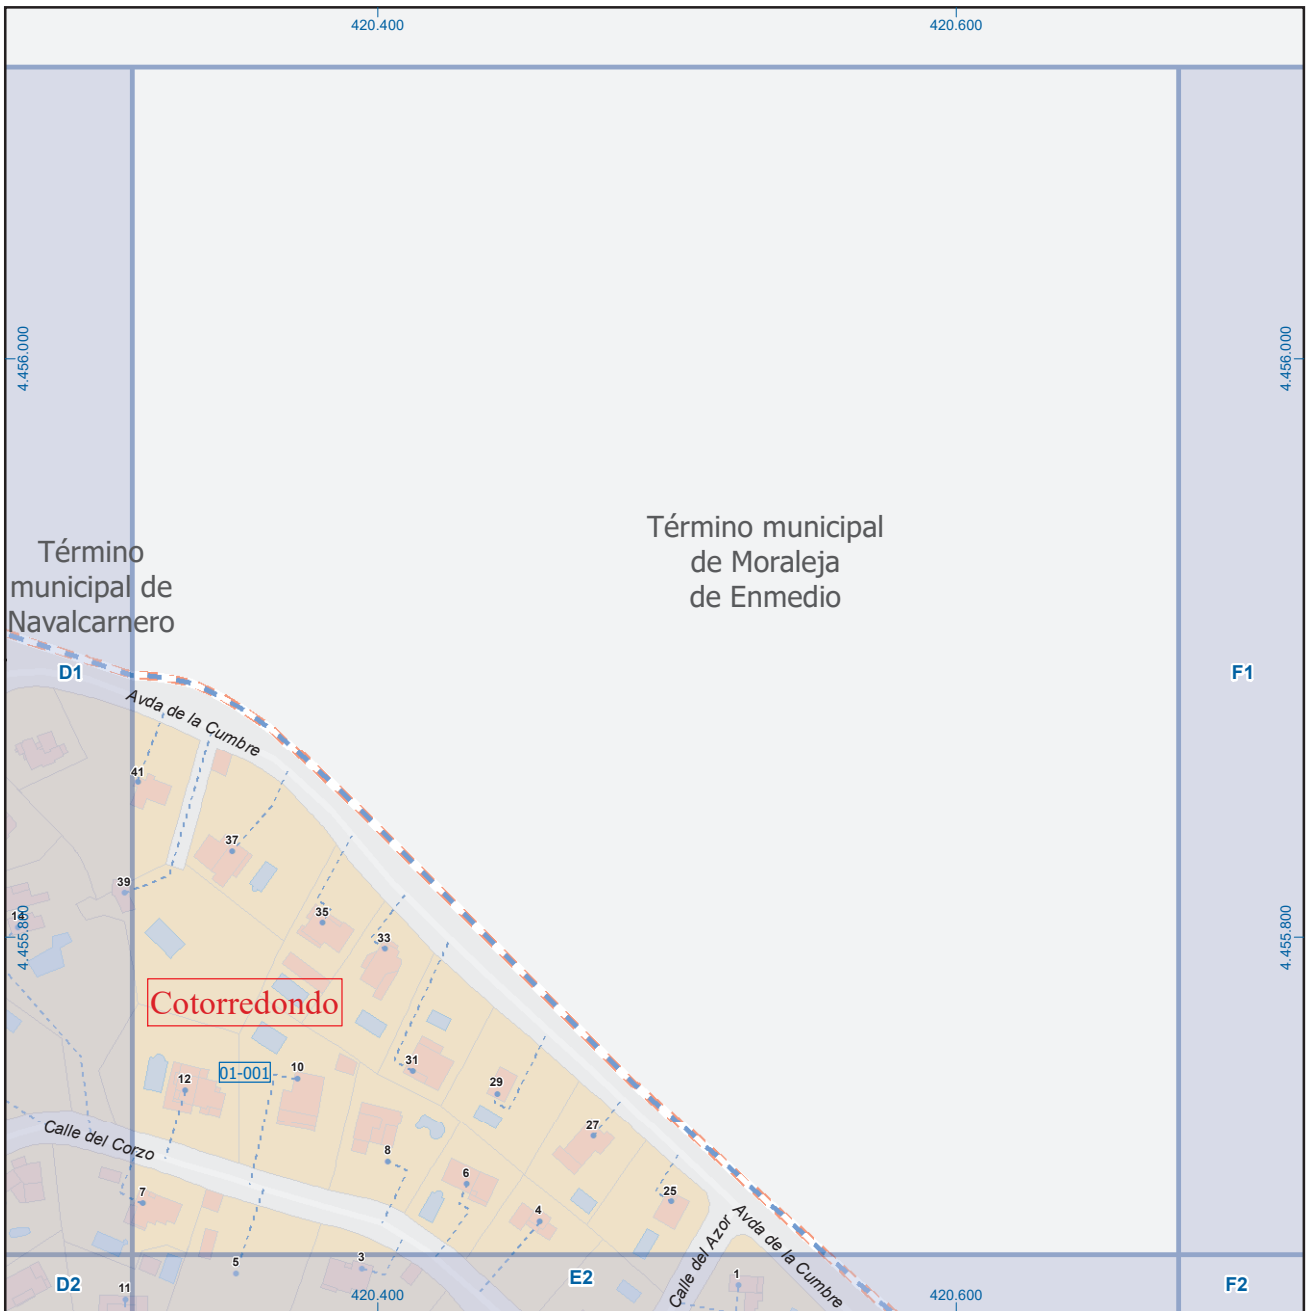 420.400
420.600
4.456.000
4.456.000
Término municipal
de Moraleja
de Enmedio
Término
municipal de
Navalcarnero
D1
F1
Avda de la Cumbre
41
37
39
35
33
4.455.800
4.455.800
Cotorredondo
31
01-001
10
12
29
27
Calle del Corzo
8
6
25
7
4
Calle del Azor
Avda de la Cumbre
5
3
1
D2
E2
F2
11
420.400
420.600